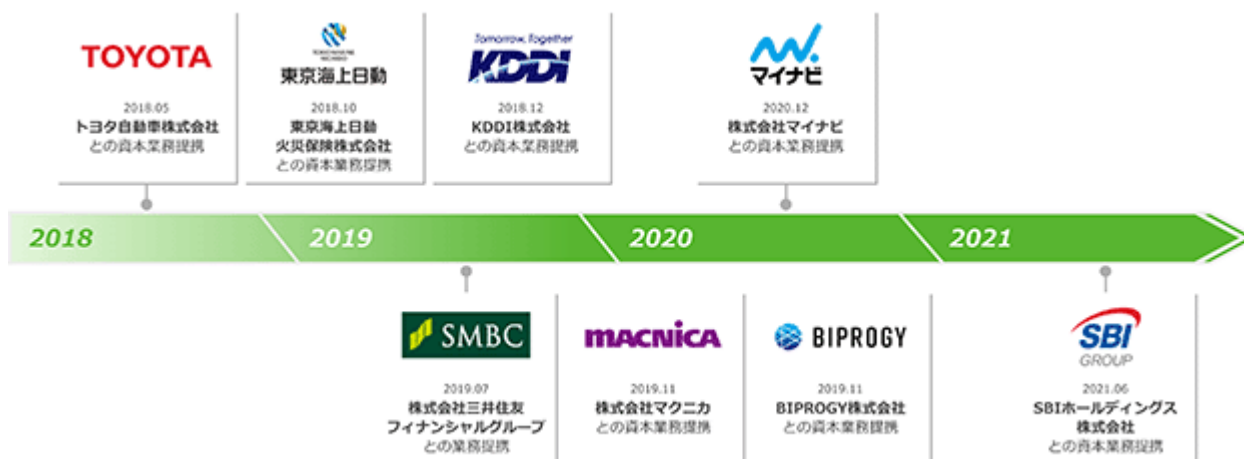 TOYOTA
2018.05
トヨタ自動車株式会社
との資本業務提携
東京海上日動
2018.10
東京海上日動
火災保険株式会社
との資本業務提携
Tomorrow, Together
KDDI
2018.12
KDDI株式会社
との資本業務提携
マイナビ
2020.12
株式会社マイナビ
との資本業務提携
2018
2019
2020
2021
SMBC
2019.07
株式会社三井住友
フィナンシャルグループ
との業務提携
MACNICA
2019.11
株式会社マクニカ
との資本業務提携
BIPROGY
2019.11
BIPROGY株式会社
との資本業務提携
SBI
GROUP
2021.06
SBIホールディングス
株式会社
との資本業務提携